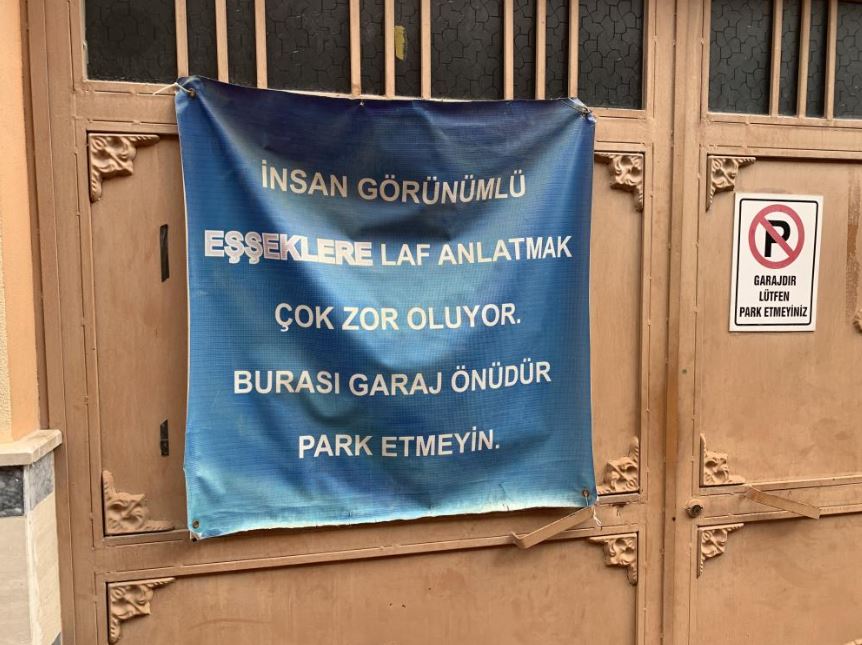 İNSAN GÖRÜNÜMLÜ
EŞŞEKLERE LAF ANLATMAK
ÇOK ZOR OLUYOR.
BURASI GARAJ ÖNÜDÜR
PARK ETMEYİN.
P
GARAJDIR
LÜTFEN
PARK ETMEYİNİZ